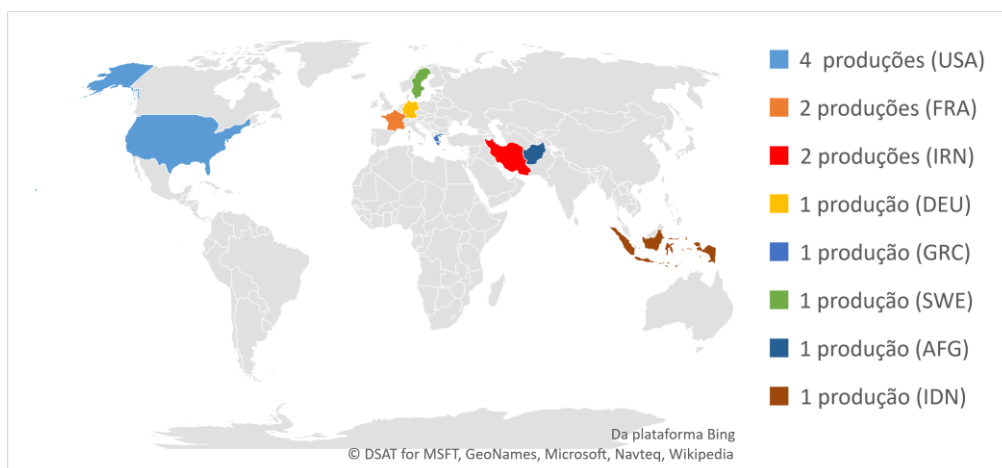 4 produções (USA)
2 produções (FRA)
2 produções (IRN)
1 produção (DEU)
1 produção (GRC)
1 produção (SWE)
1 produção (AFG)
1 produção (IDN)
Da plataforma Bing
© DSAT for MSFT, GeoNames, Microsoft, Navteq, Wikipedia